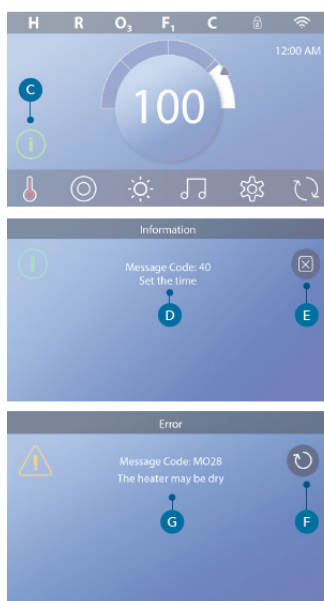 H R O₃ F₁ C
12:00 AM
C
100
i
Information
i
Message Code: 40
Set the time
D
E
Error
Message Code: MO28
The heater may be dry
G
F